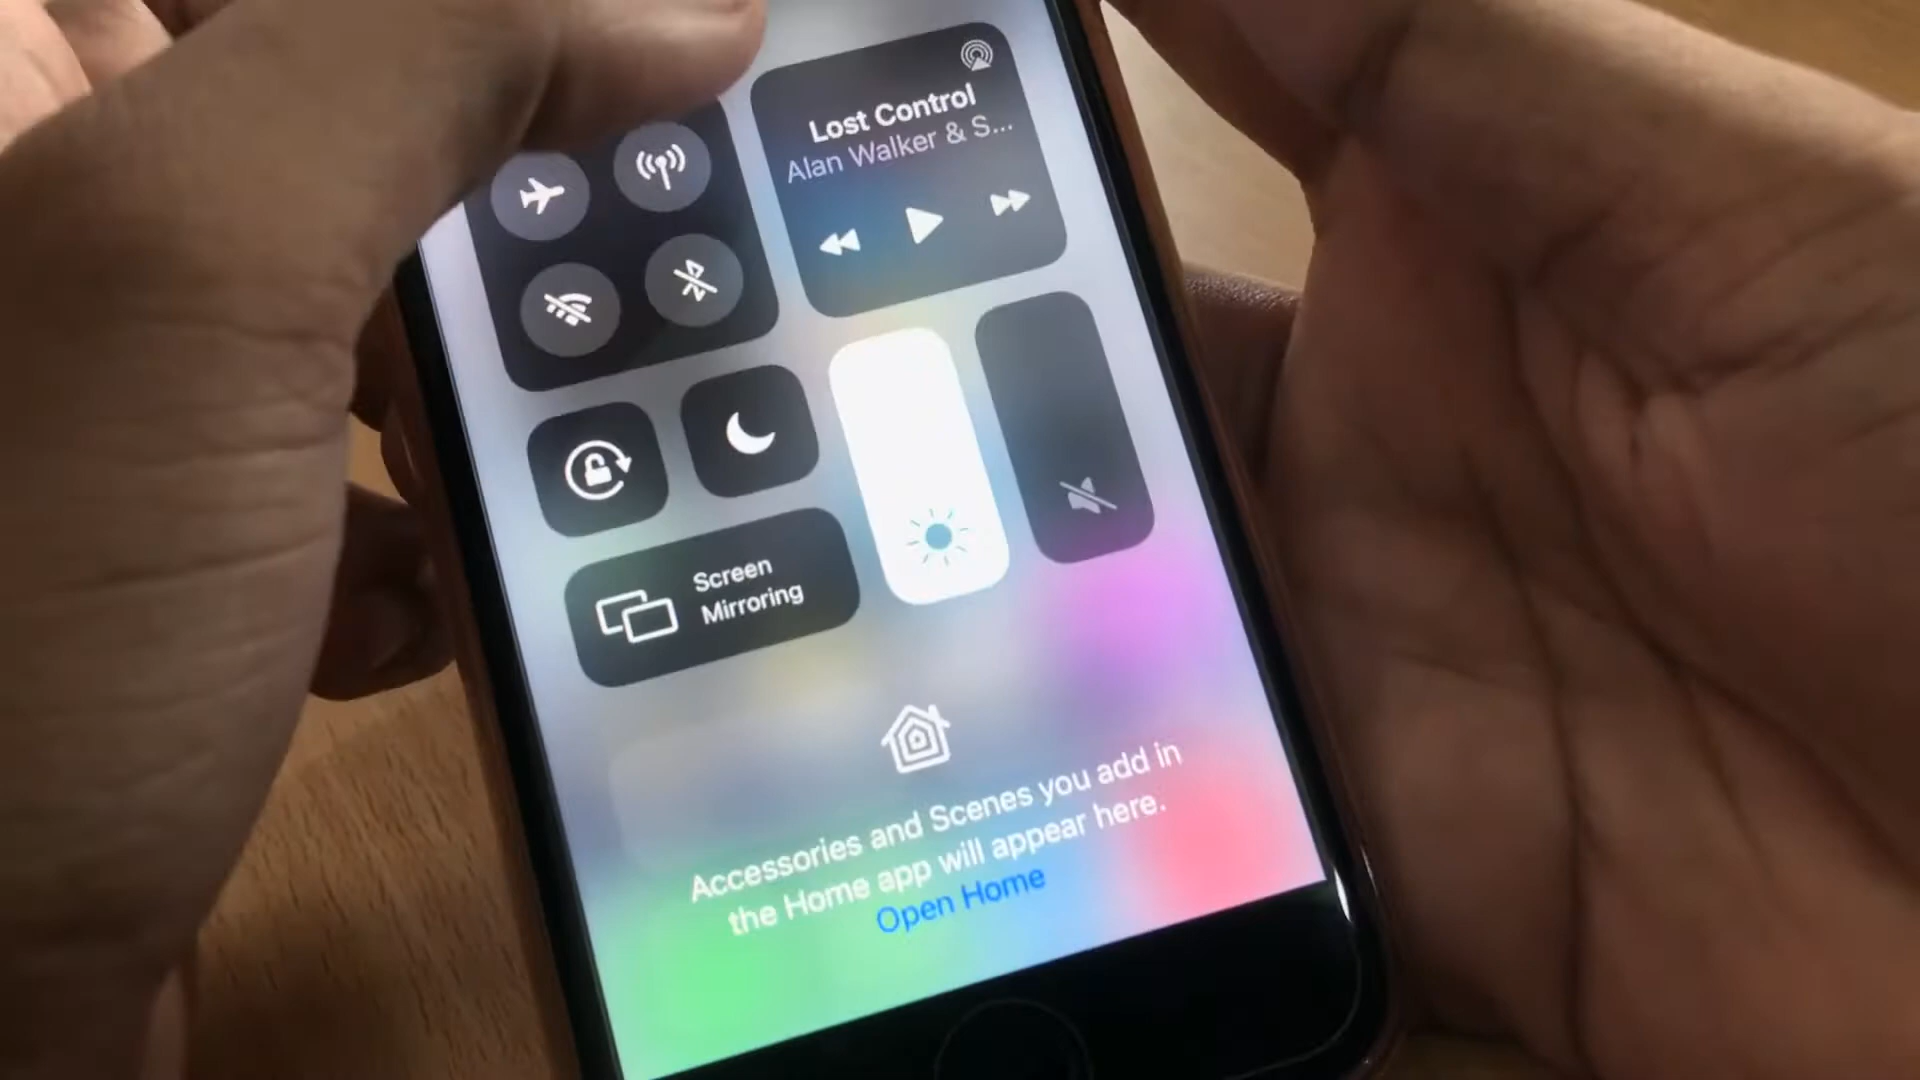 Lost Control
Alan Walker & S...
Screen
Mirroring
Accessories and Scenes you add in
the Home app will appear here.
Open Home